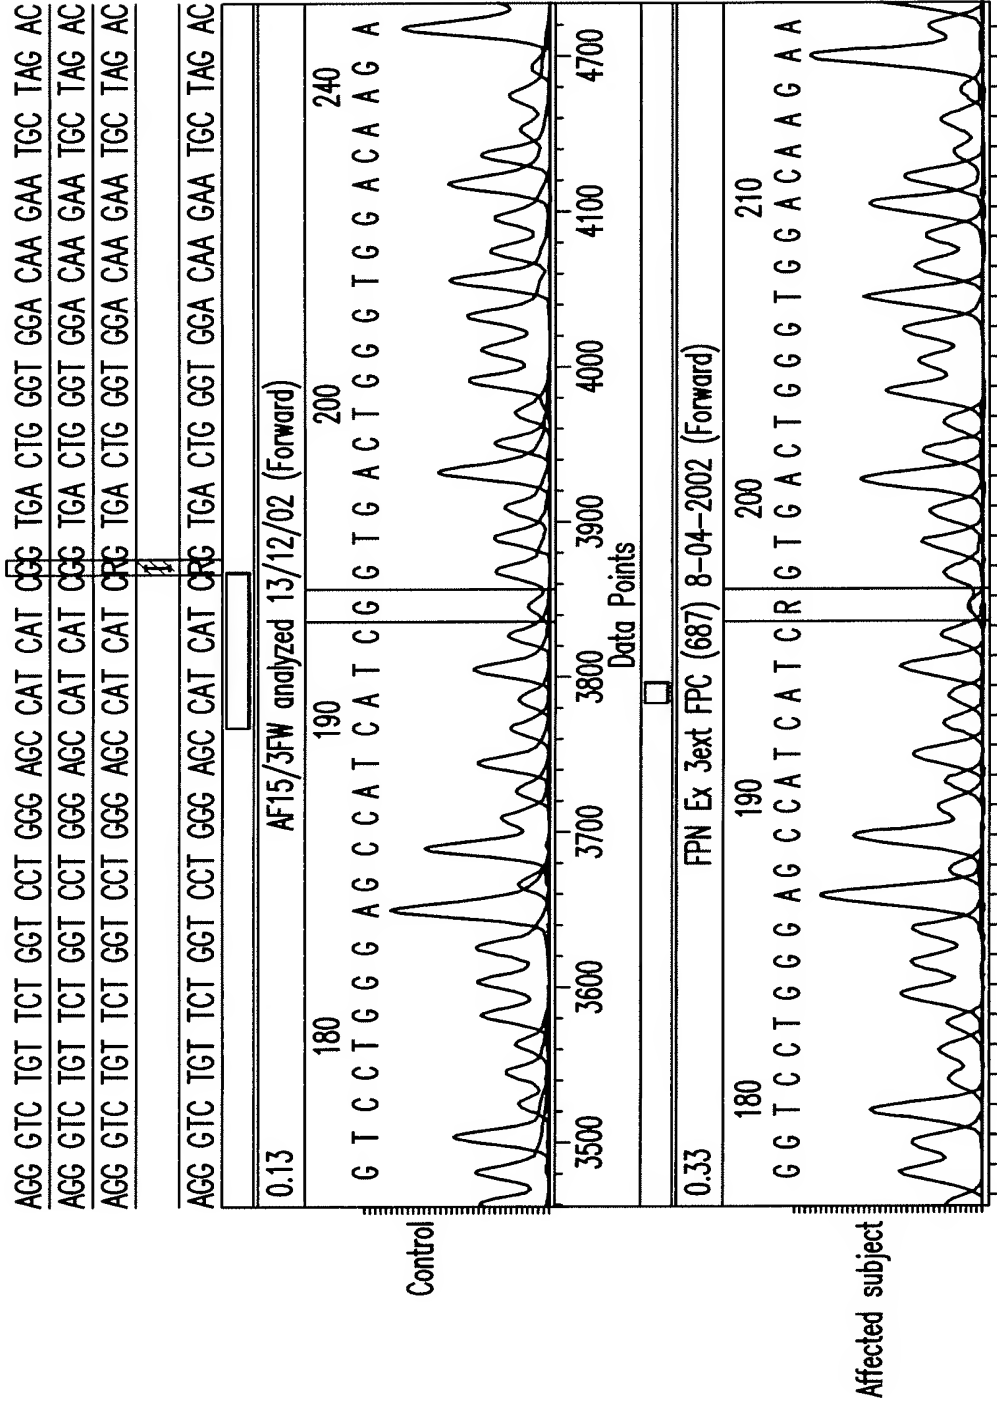 AGG GTC TGT TCT GGT CCT GGG AGC CAT CAT CGG TGA CTG GGT GGA CAA GAA TGC TAG AC
AGG GTC TGT TCT GGT CCT GGG AGC CAT CAT CGG TGA CTG GGT GGA CAA GAA TGC TAG AC
AGG GTC TGT TCT GGT CCT GGG AGC CAT CAT CRG TGA CTG GGT GGA CAA GAA TGC TAG AC
AGG GTC TGT TCT GGT CCT GGG AGC CAT CAT CRG TGA CTG GGT GGA CAA GAA TGC TAG AC
0.13 AF15/3FW analyzed 13/12/02 (Forward)
180 190 200 240
G T C C T G G G A G C C A T C A T C G G T G A C T G G G T G G A C A A G A
Control
3500 3600 3700 3800 3900 4000 4100 4700
Data Points
0.33 FPN Ex 3ext FPC (687) 8-04-2002 (Forward)
180 190 200 210
G G T C C T G G G A G C C A T C A T C R G T G A C T G G G T G G A C A A G A A
Affected subject